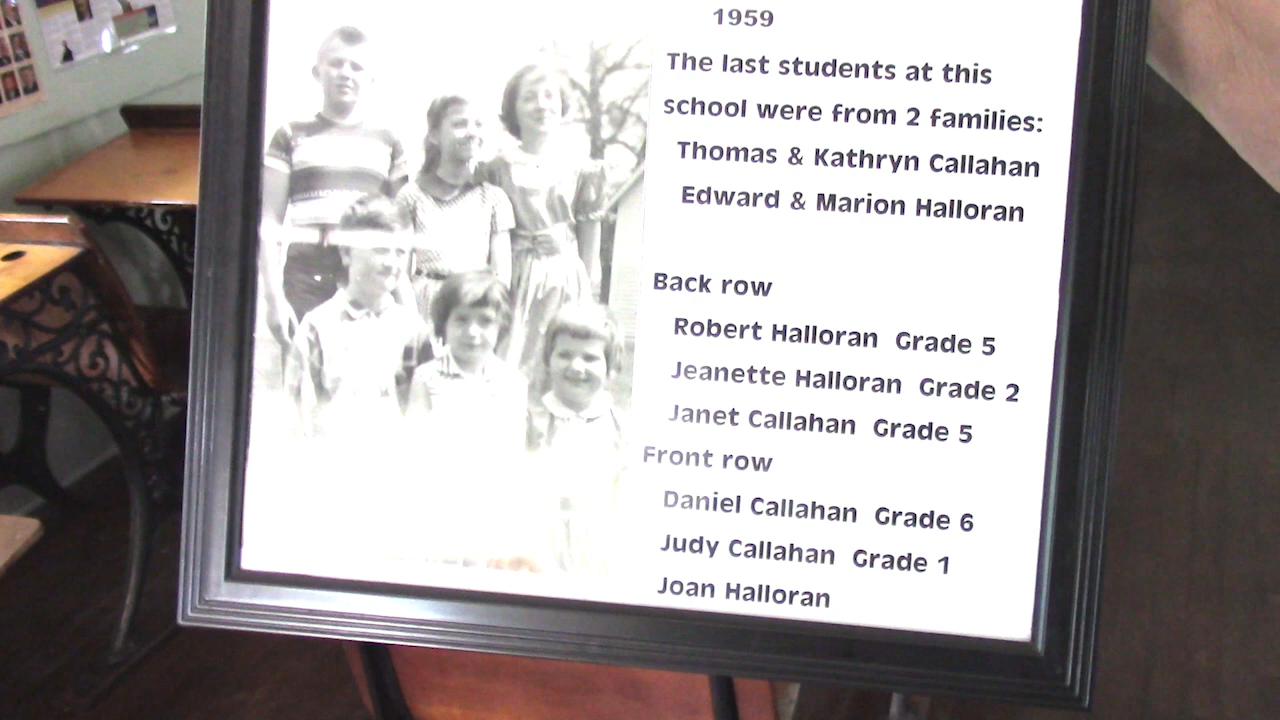 1959
The last students at this
school were from 2 families:
Thomas & Kathryn Callahan
Edward & Marion Halloran
Back row
Robert Halloran Grade 5
Jeanette Halloran Grade 2
Janet Callahan Grade 5
Front row
Daniel Callahan Grade 6
Judy Callahan Grade 1
Joan Halloran